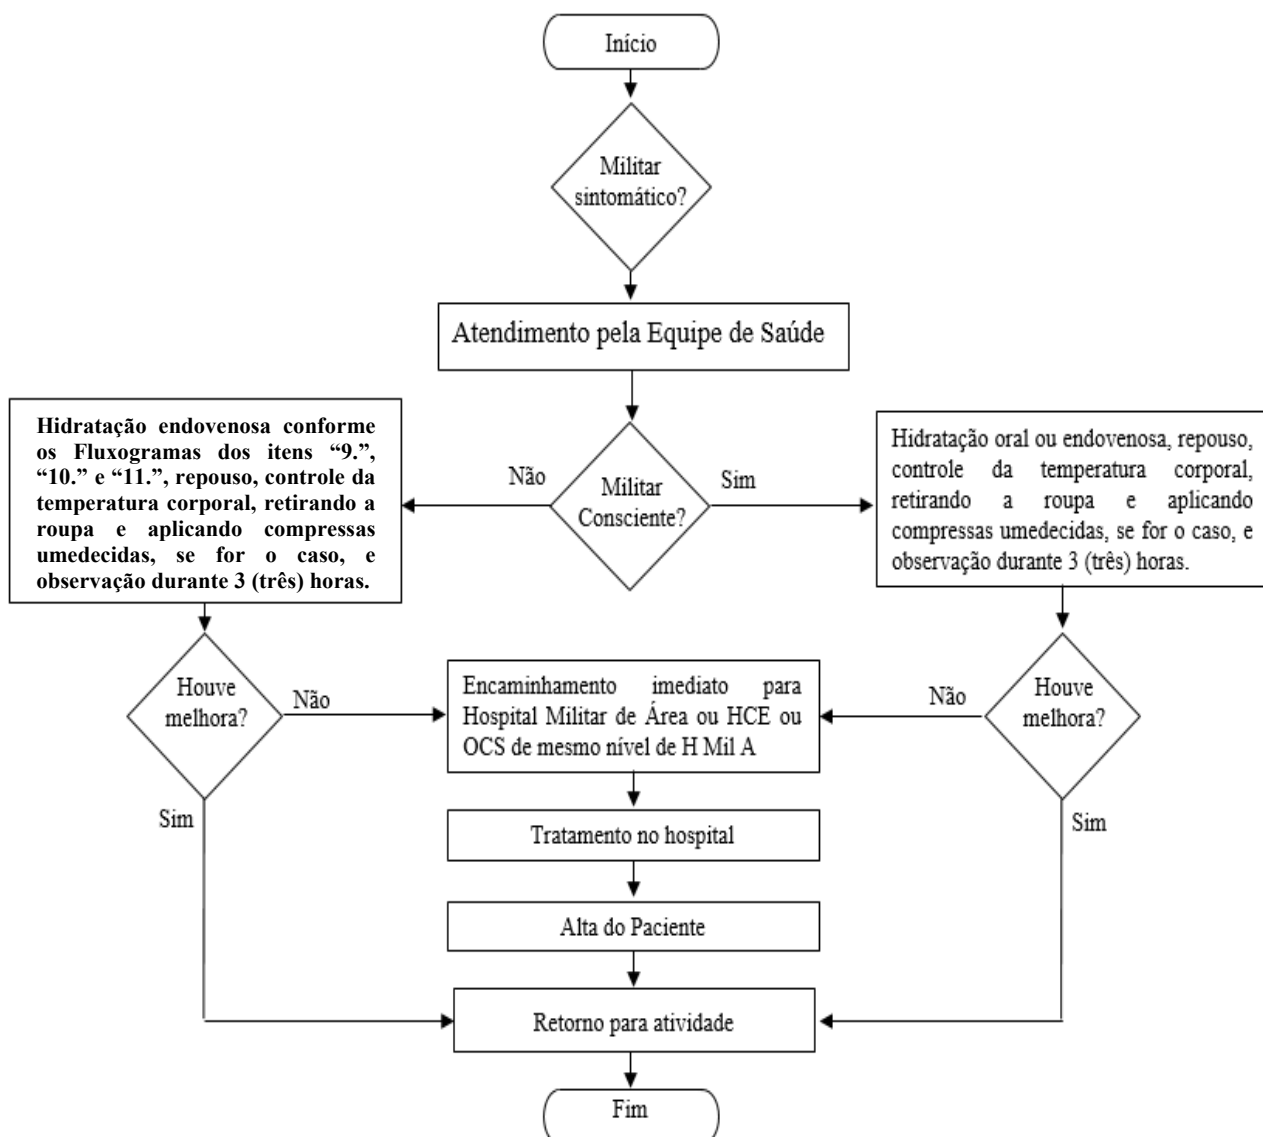 Início
Militar
sintomático?
Atendimento pela Equipe de Saúde
Hidratação endovenosa conforme
os Fluxogramas dos itens “9.”,
“10.” e “11.”, repouso, controle da
temperatura corporal, retirando a
roupa e aplicando compressas
umedecidas, se for o caso, e
observação durante 3 (três) horas.
Não
Militar
Consciente?
Sim
Hidratação oral ou endovenosa, repouso,
controle da temperatura corporal,
retirando a roupa e aplicando
compressas umedecidas, se for o caso, e
observação durante 3 (três) horas.
Houve
melhora?
Não
Encaminhamento imediato para
Hospital Militar de Área ou HCE ou
OCS de mesmo nível de H Mil A
Não
Houve
melhora?
Sim
Tratamento no hospital
Sim
Alta do Paciente
Retorno para atividade
Fim